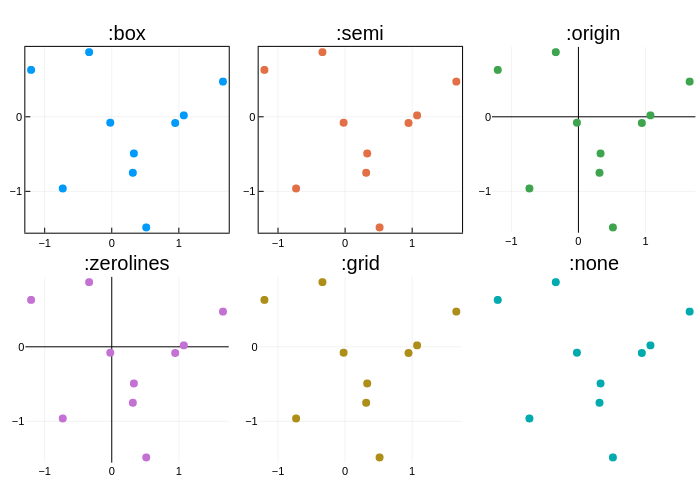 :box :semi :origin
0 0 0
−1 −1 −1
−1 0 1 −1 0 1 −1 0 1
:zerolines :grid :none
0 0
−1 −1
−1 0 1 −1 0 1